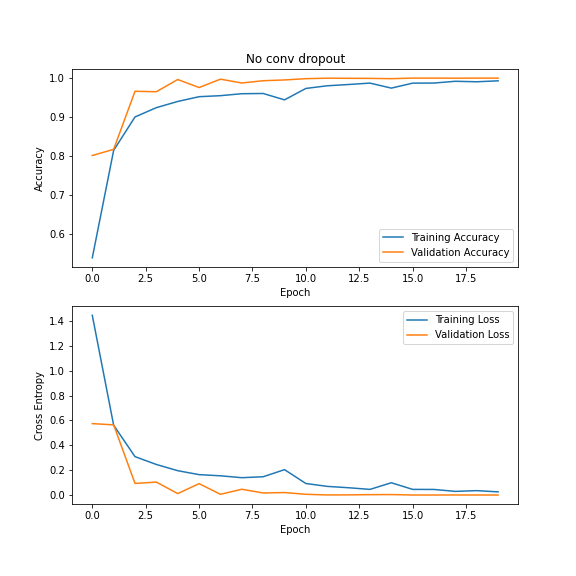 No conv dropout
1.0
0.9
0.8
0.7
0.6
Accuracy
Training Accuracy
Validation Accuracy
0.0 2.5 5.0 7.5 10.0 12.5 15.0 17.5
Epoch
1.4
1.2
1.0
0.8
0.6
0.4
0.2
0.0
Cross Entropy
Training Loss
Validation Loss
0.0 2.5 5.0 7.5 10.0 12.5 15.0 17.5
Epoch